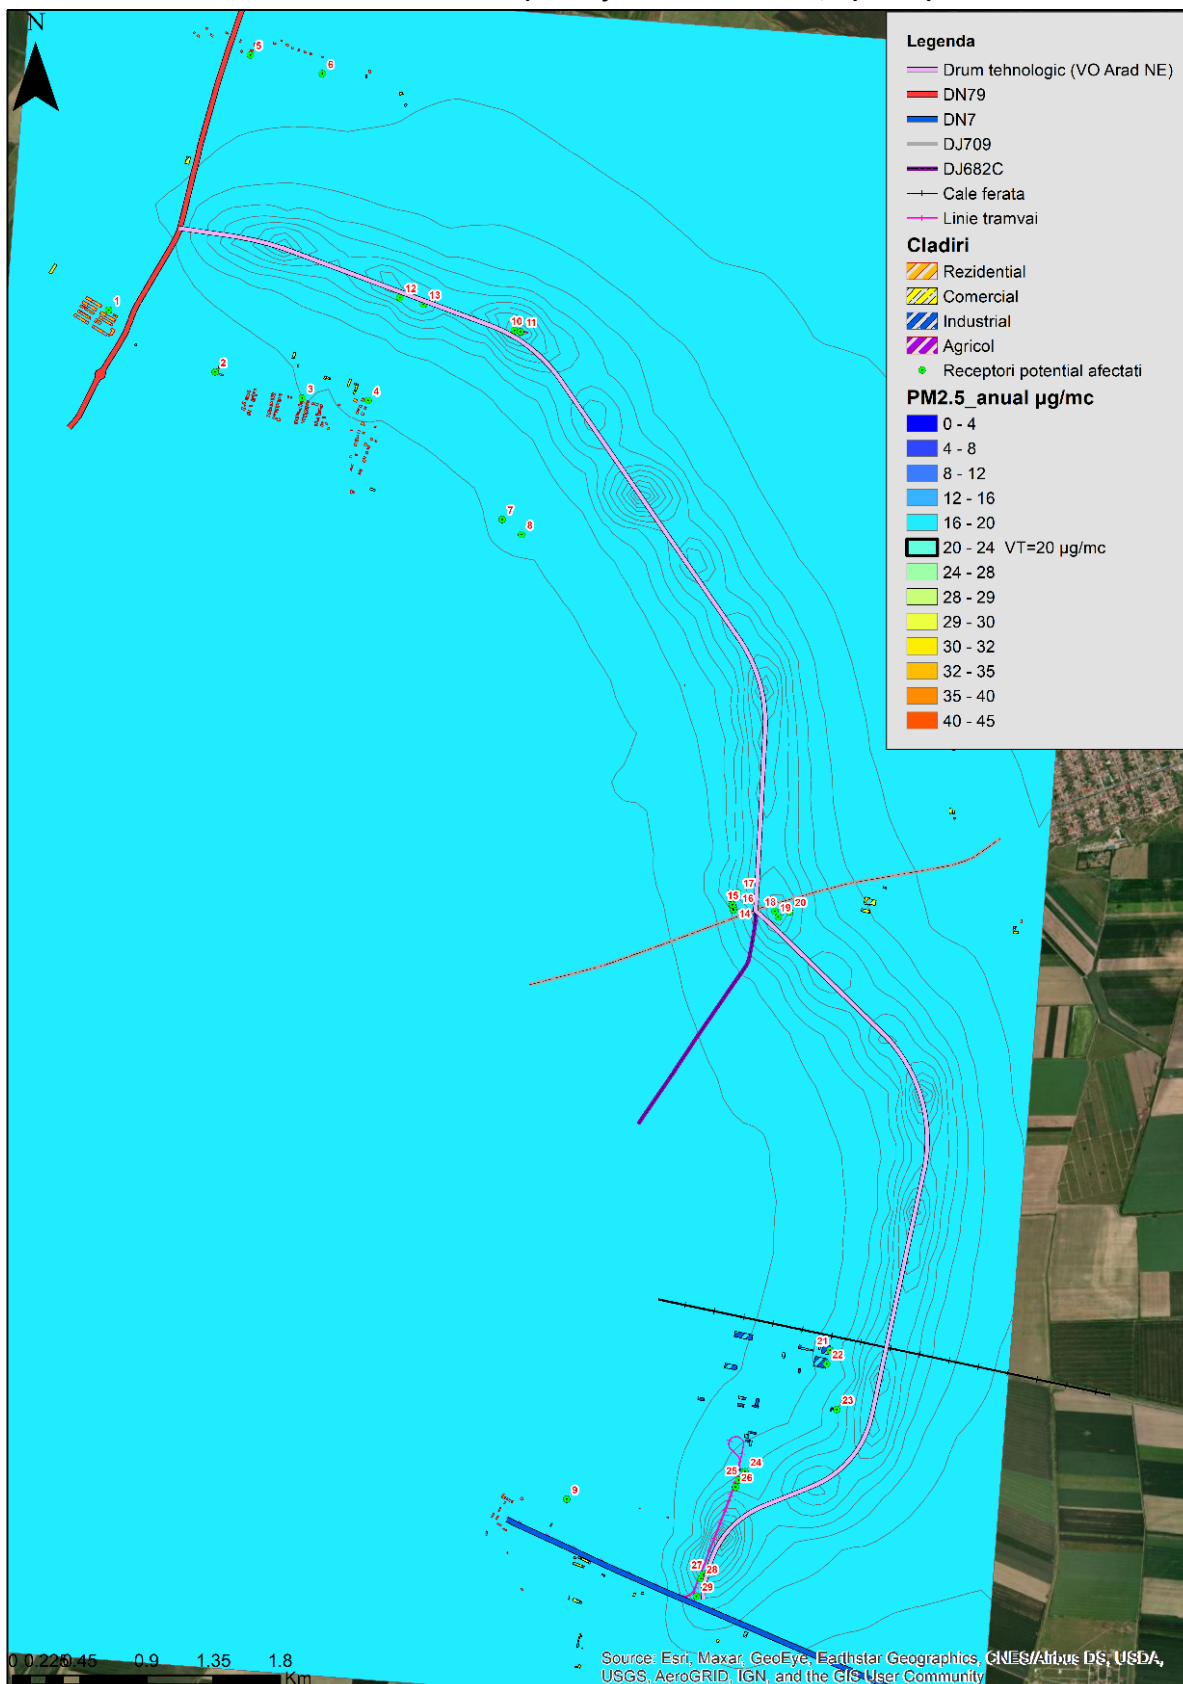 N
Legenda
Drum tehnologic (VO Arad NE)
DN79
DN7
DJ709
DJ682C
Cale ferata
Linie tramvai
Cladiri
Rezidential
Comercial
Industrial
Agricol
Receptori potential afectati
PM2.5_anual µg/mc
0 - 4
4 - 8
8 - 12
12 - 16
16 - 20
20 - 24 VT=20 µg/mc
24 - 28
28 - 29
29 - 30
30 - 32
32 - 35
35 - 40
40 - 45
5
6
12
13
1
10
11
2
3
4
7
8
17
15
16
18
20
19
14
21
22
23
24
25
26
9
27
28
29
0 0.225 0.45 0.9 1.35 1.8
Km
Source: Esri, Maxar, GeoEye, Earthstar Geographics, CNES/Airbus DS, USDA,
USGS, AeroGRID, IGN, and the GIS User Community